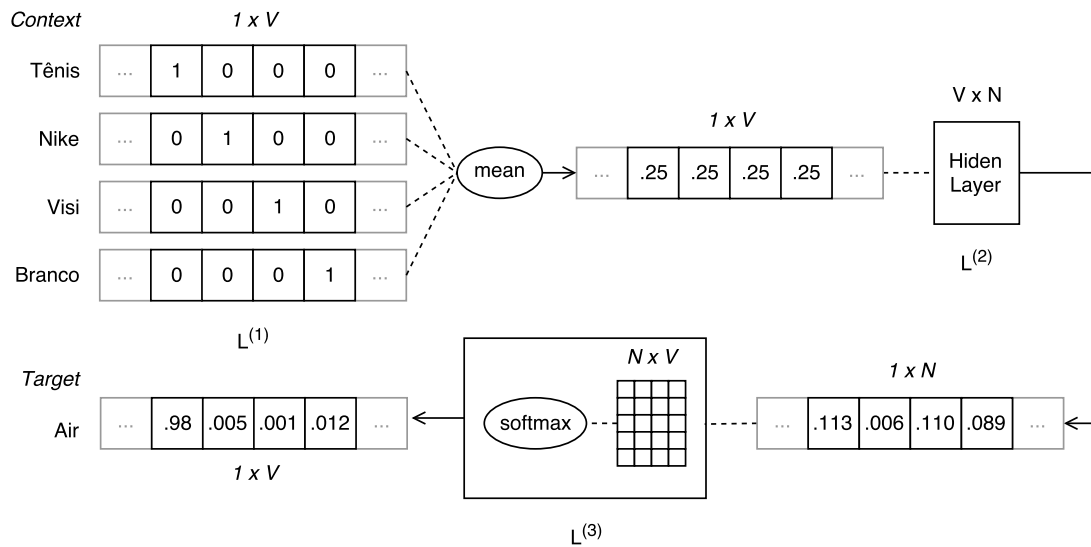 Context 1 x V
Tênis ... 1 0 0 0 ...
Nike ... 0 1 0 0 ...
Visi ... 0 0 1 0 ...
Branco ... 0 0 0 1 ...
L(1)
mean
1 x V
... .25 .25 .25 .25 ...
V x N
Hiden
Layer
L(2)
1 x N
... .113 .006 .110 .089 ...
N x V
softmax
L(3)
Target
Air ... .98 .005 .001 .012 ...
1 x V